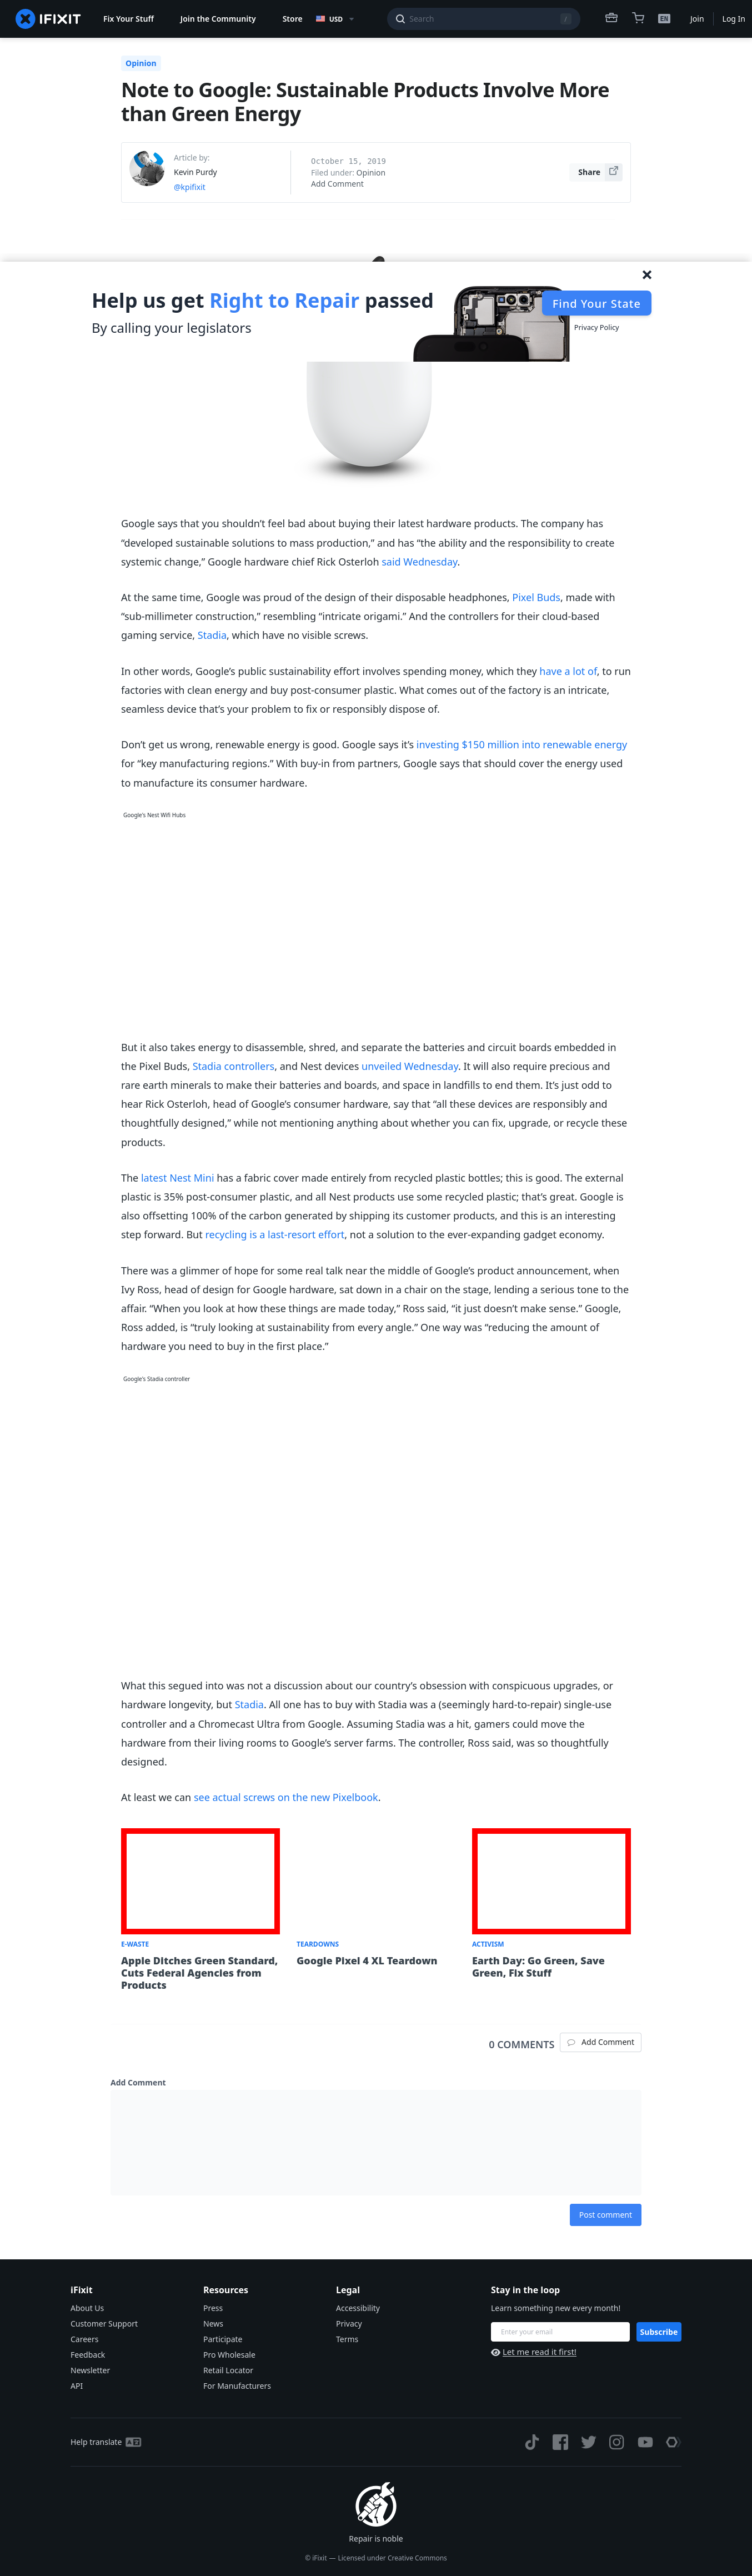 IFIXIT
Fix Your Stuff
Join the Community
Store
USD
Search
/
EN
Join
Log In
Opinion
Note to Google: Sustainable Products Involve More
than Green Energy
Article by:
Kevin Purdy
@kpifixit
October 15, 2019
Filed under: Opinion
Add Comment
Share
Help us get Right to Repair passed
By calling your legislators
Find Your State
Privacy Policy
Google says that you shouldn’t feel bad about buying their latest hardware products. The company has
“developed sustainable solutions to mass production,” and has “the ability and the responsibility to create
systemic change,” Google hardware chief Rick Osterloh said Wednesday.
At the same time, Google was proud of the design of their disposable headphones, Pixel Buds, made with
“sub-millimeter construction,” resembling “intricate origami.” And the controllers for their cloud-based
gaming service, Stadia, which have no visible screws.
In other words, Google’s public sustainability effort involves spending money, which they have a lot of, to run
factories with clean energy and buy post-consumer plastic. What comes out of the factory is an intricate,
seamless device that’s your problem to fix or responsibly dispose of.
Don’t get us wrong, renewable energy is good. Google says it’s investing $150 million into renewable energy
for “key manufacturing regions.” With buy-in from partners, Google says that should cover the energy used
to manufacture its consumer hardware.
Google's Nest Wifi Hubs
But it also takes energy to disassemble, shred, and separate the batteries and circuit boards embedded in
the Pixel Buds, Stadia controllers, and Nest devices unveiled Wednesday. It will also require precious and
rare earth minerals to make their batteries and boards, and space in landfills to end them. It’s just odd to
hear Rick Osterloh, head of Google’s consumer hardware, say that “all these devices are responsibly and
thoughtfully designed,” while not mentioning anything about whether you can fix, upgrade, or recycle these
products.
The latest Nest Mini has a fabric cover made entirely from recycled plastic bottles; this is good. The external
plastic is 35% post-consumer plastic, and all Nest products use some recycled plastic; that’s great. Google is
also offsetting 100% of the carbon generated by shipping its customer products, and this is an interesting
step forward. But recycling is a last-resort effort, not a solution to the ever-expanding gadget economy.
There was a glimmer of hope for some real talk near the middle of Google’s product announcement, when
Ivy Ross, head of design for Google hardware, sat down in a chair on the stage, lending a serious tone to the
affair. “When you look at how these things are made today,” Ross said, “it just doesn’t make sense.” Google,
Ross added, is “truly looking at sustainability from every angle.” One way was “reducing the amount of
hardware you need to buy in the first place.”
Google's Stadia controller
What this segued into was not a discussion about our country’s obsession with conspicuous upgrades, or
hardware longevity, but Stadia. All one has to buy with Stadia was a (seemingly hard-to-repair) single-use
controller and a Chromecast Ultra from Google. Assuming Stadia was a hit, gamers could move the
hardware from their living rooms to Google’s server farms. The controller, Ross said, was so thoughtfully
designed.
At least we can see actual screws on the new Pixelbook.
E-WASTE
Apple Ditches Green Standard,
Cuts Federal Agencies from
Products
TEARDOWNS
Google Pixel 4 XL Teardown
ACTIVISM
Earth Day: Go Green, Save
Green, Fix Stuff
0 COMMENTS
Add Comment
Add Comment
Post comment
iFixit
About Us
Customer Support
Careers
Feedback
Newsletter
API
Resources
Press
News
Participate
Pro Wholesale
Retail Locator
For Manufacturers
Legal
Accessibility
Privacy
Terms
Stay in the loop
Learn something new every month!
Enter your email
Subscribe
Let me read it first!
Help translate
Repair is noble
© iFixit — Licensed under Creative Commons